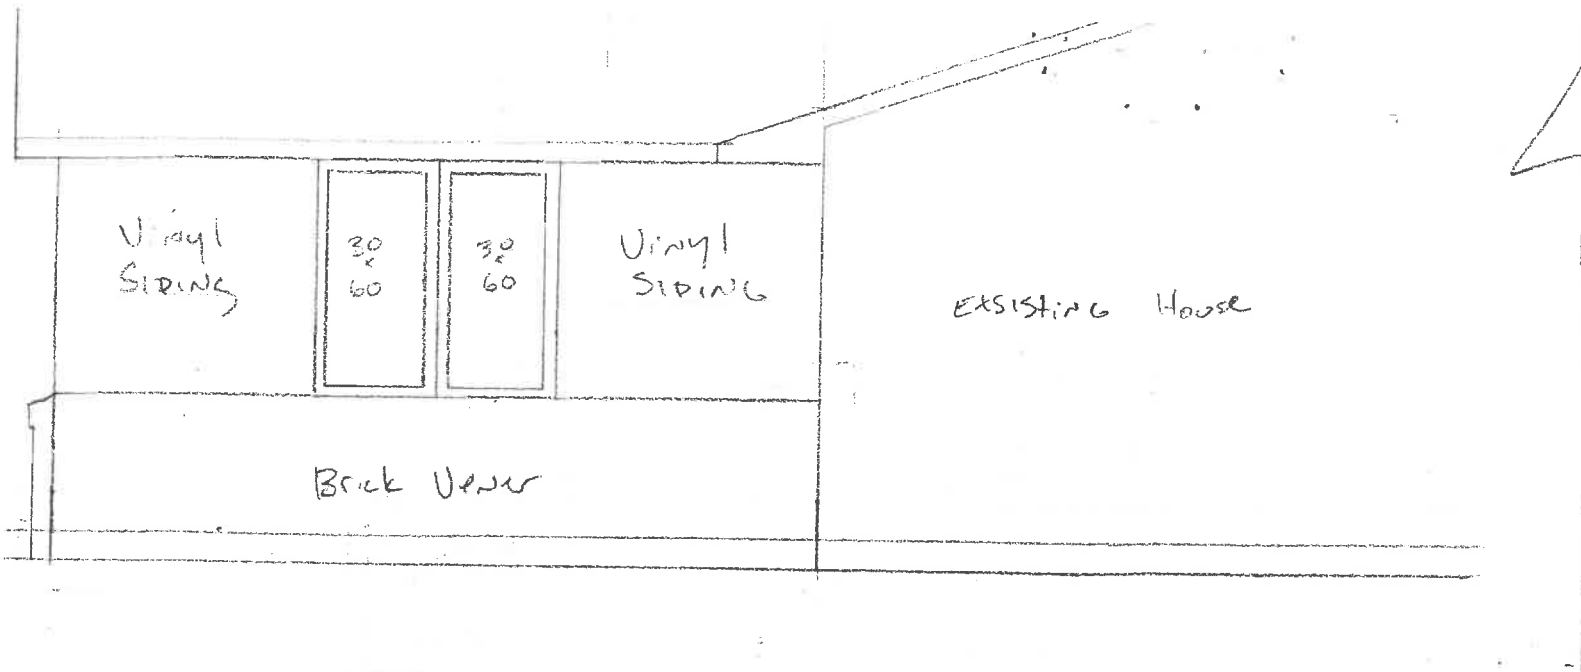 Vinyl
SIDING
30
x
60
30
x
60
Vinyl
SIDING
EXSISting House
Brick Vener